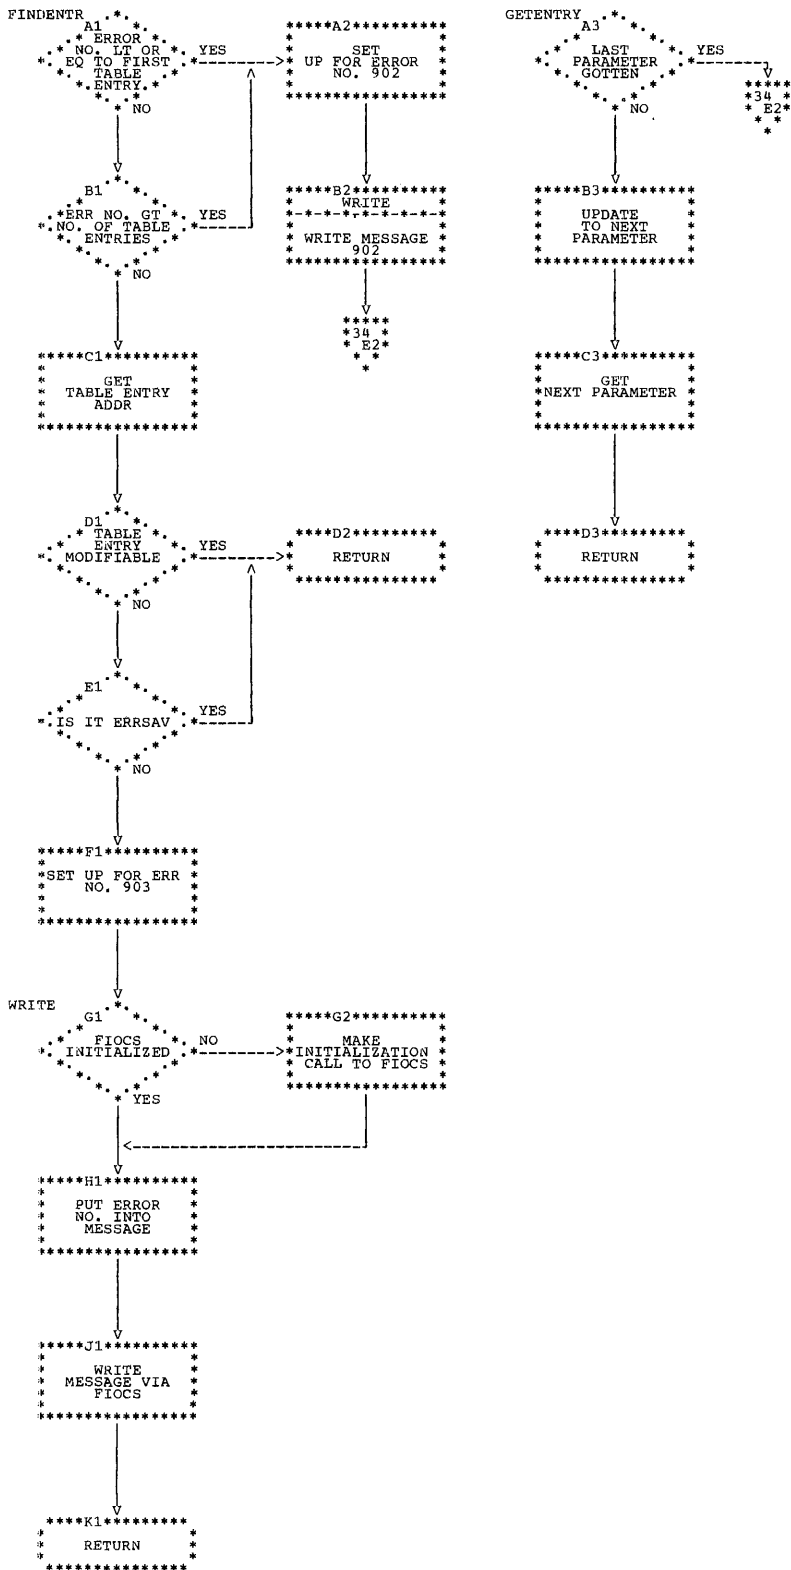 FINDENTR
A1
ERROR
NO. LT OR
EQ TO FIRST
TABLE
ENTRY
YES
NO
A2
SET
UP FOR ERROR
NO. 902
B1
ERR NO. GT
NO. OF TABLE
ENTRIES
YES
NO
B2
WRITE
WRITE MESSAGE
902
34
E2
C1
GET
TABLE ENTRY
ADDR
D1
TABLE
ENTRY
MODIFIABLE
YES
NO
D2
RETURN
E1
IS IT ERRSAV
YES
NO
F1
SET UP FOR ERR
NO. 903
WRITE
G1
FIOCS
INITIALIZED
NO
YES
G2
MAKE
INITIALIZATION
CALL TO FIOCS
H1
PUT ERROR
NO. INTO
MESSAGE
J1
WRITE
MESSAGE VIA
FIOCS
K1
RETURN
GETENTRY
A3
LAST
PARAMETER
GOTTEN
YES
NO
34
E2
B3
UPDATE
TO NEXT
PARAMETER
C3
GET
NEXT PARAMETER
D3
RETURN